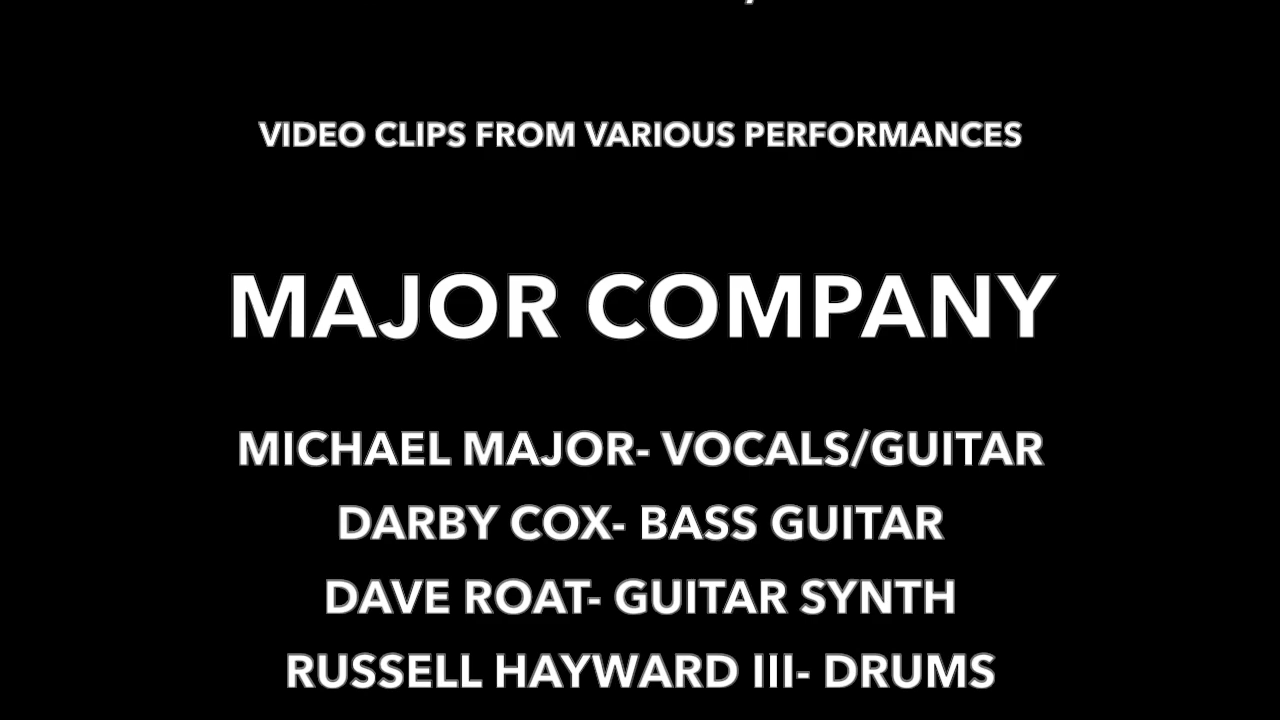 VIDEO CLIPS FROM VARIOUS PERFORMANCES
MAJOR COMPANY
MICHAEL MAJOR- VOCALS/GUITAR
DARBY COX- BASS GUITAR
DAVE ROAT- GUITAR SYNTH
RUSSELL HAYWARD III- DRUMS